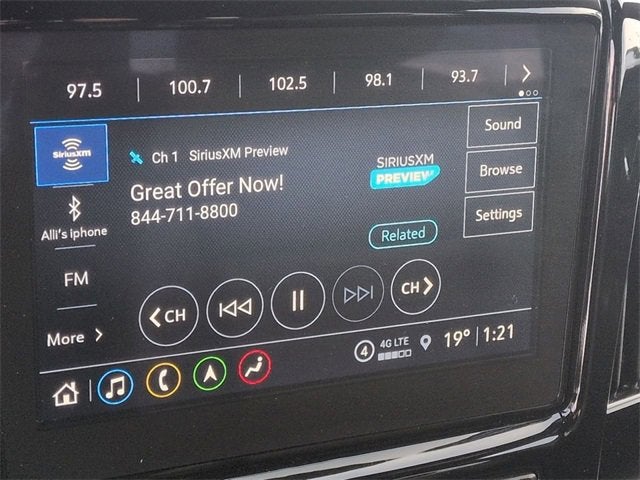 97.5 | 100.7 | 102.5 | 98.1 | 93.7
SiriusXM
Ch 1 SiriusXM Preview
Great Offer Now!
844-711-8800
SIRIUSXM
PREVIEW
Related
Sound
Browse
Settings
Alli's iphone
FM
More
CH
CH
4
4G LTE
19° | 1:21